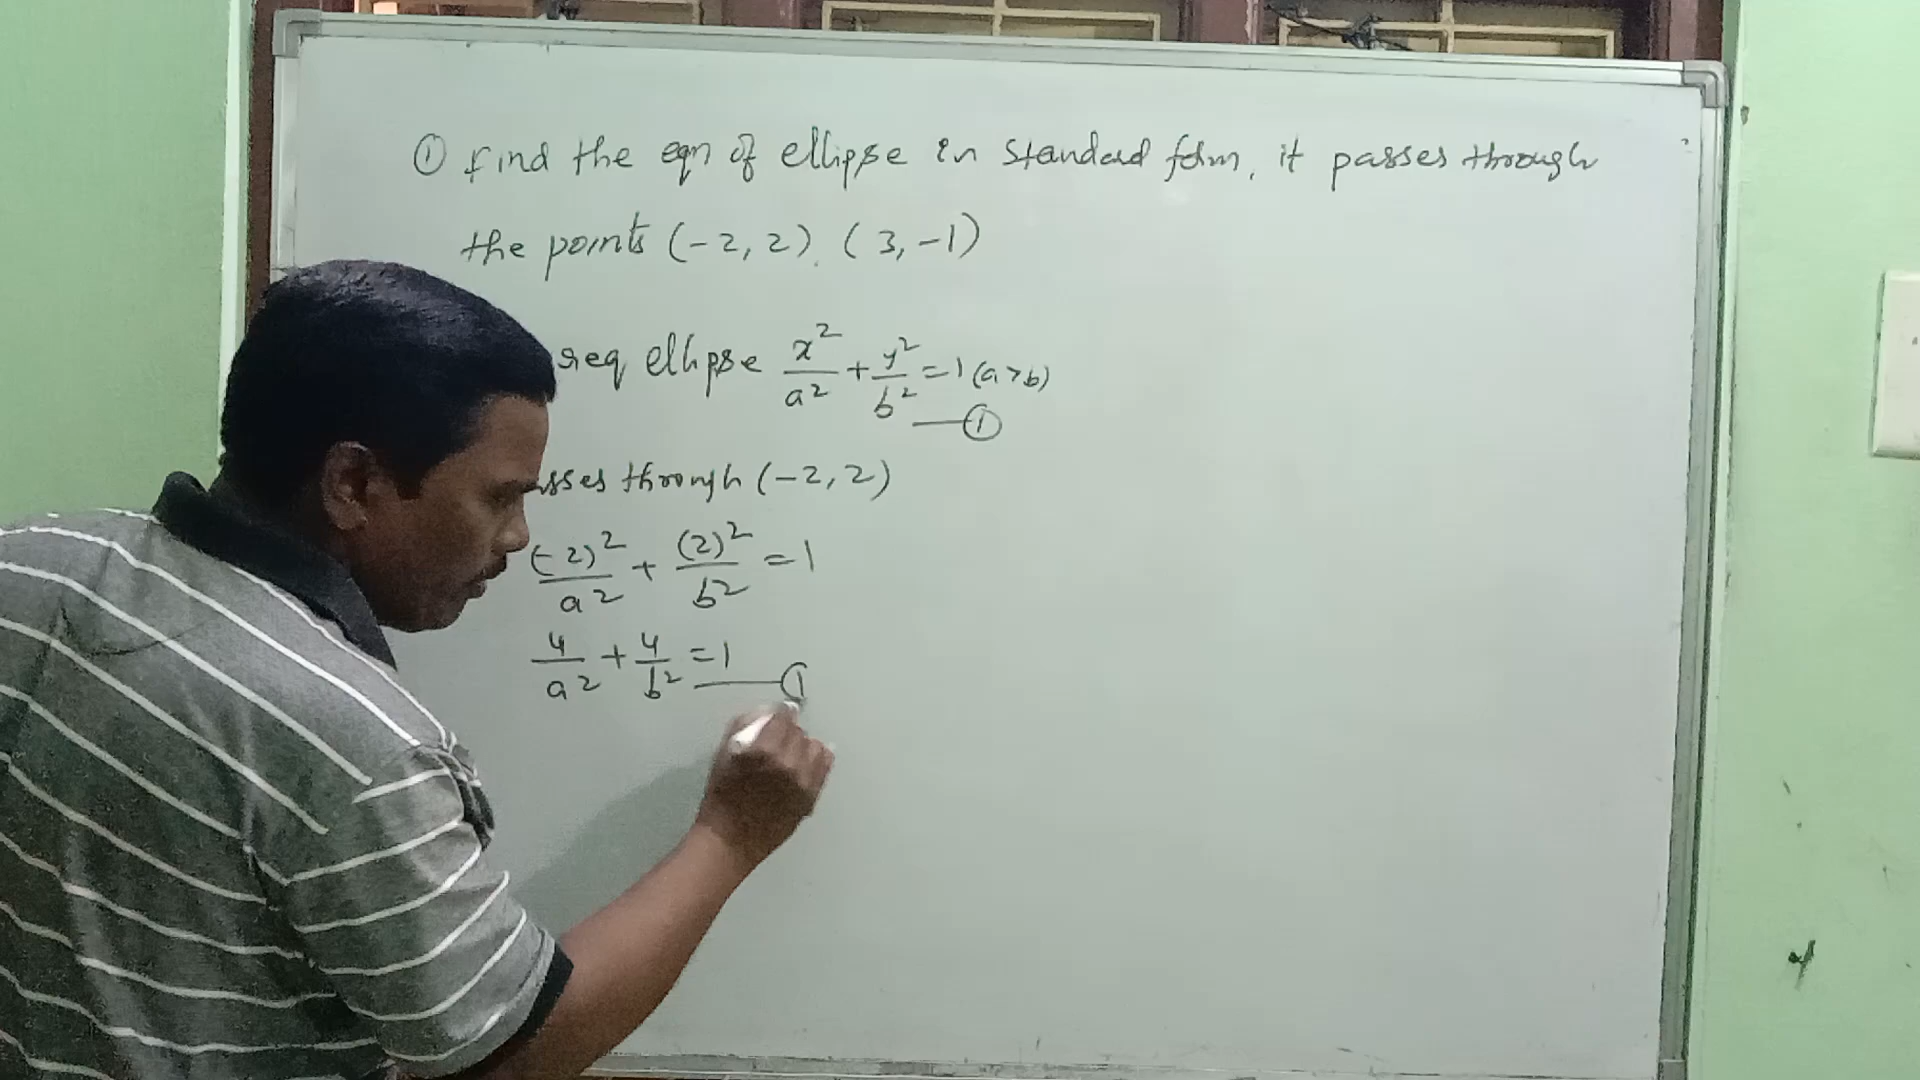 ① Find the eqn of ellipse in standard form, it passes through
the points (-2, 2), (3, -1)
req ellipse x²/a² + y²/b² = 1 (a > b)
—①
through (-2, 2)
(-2)²/a² + (2)²/b² = 1
4/a² + 4/b² = 1 —